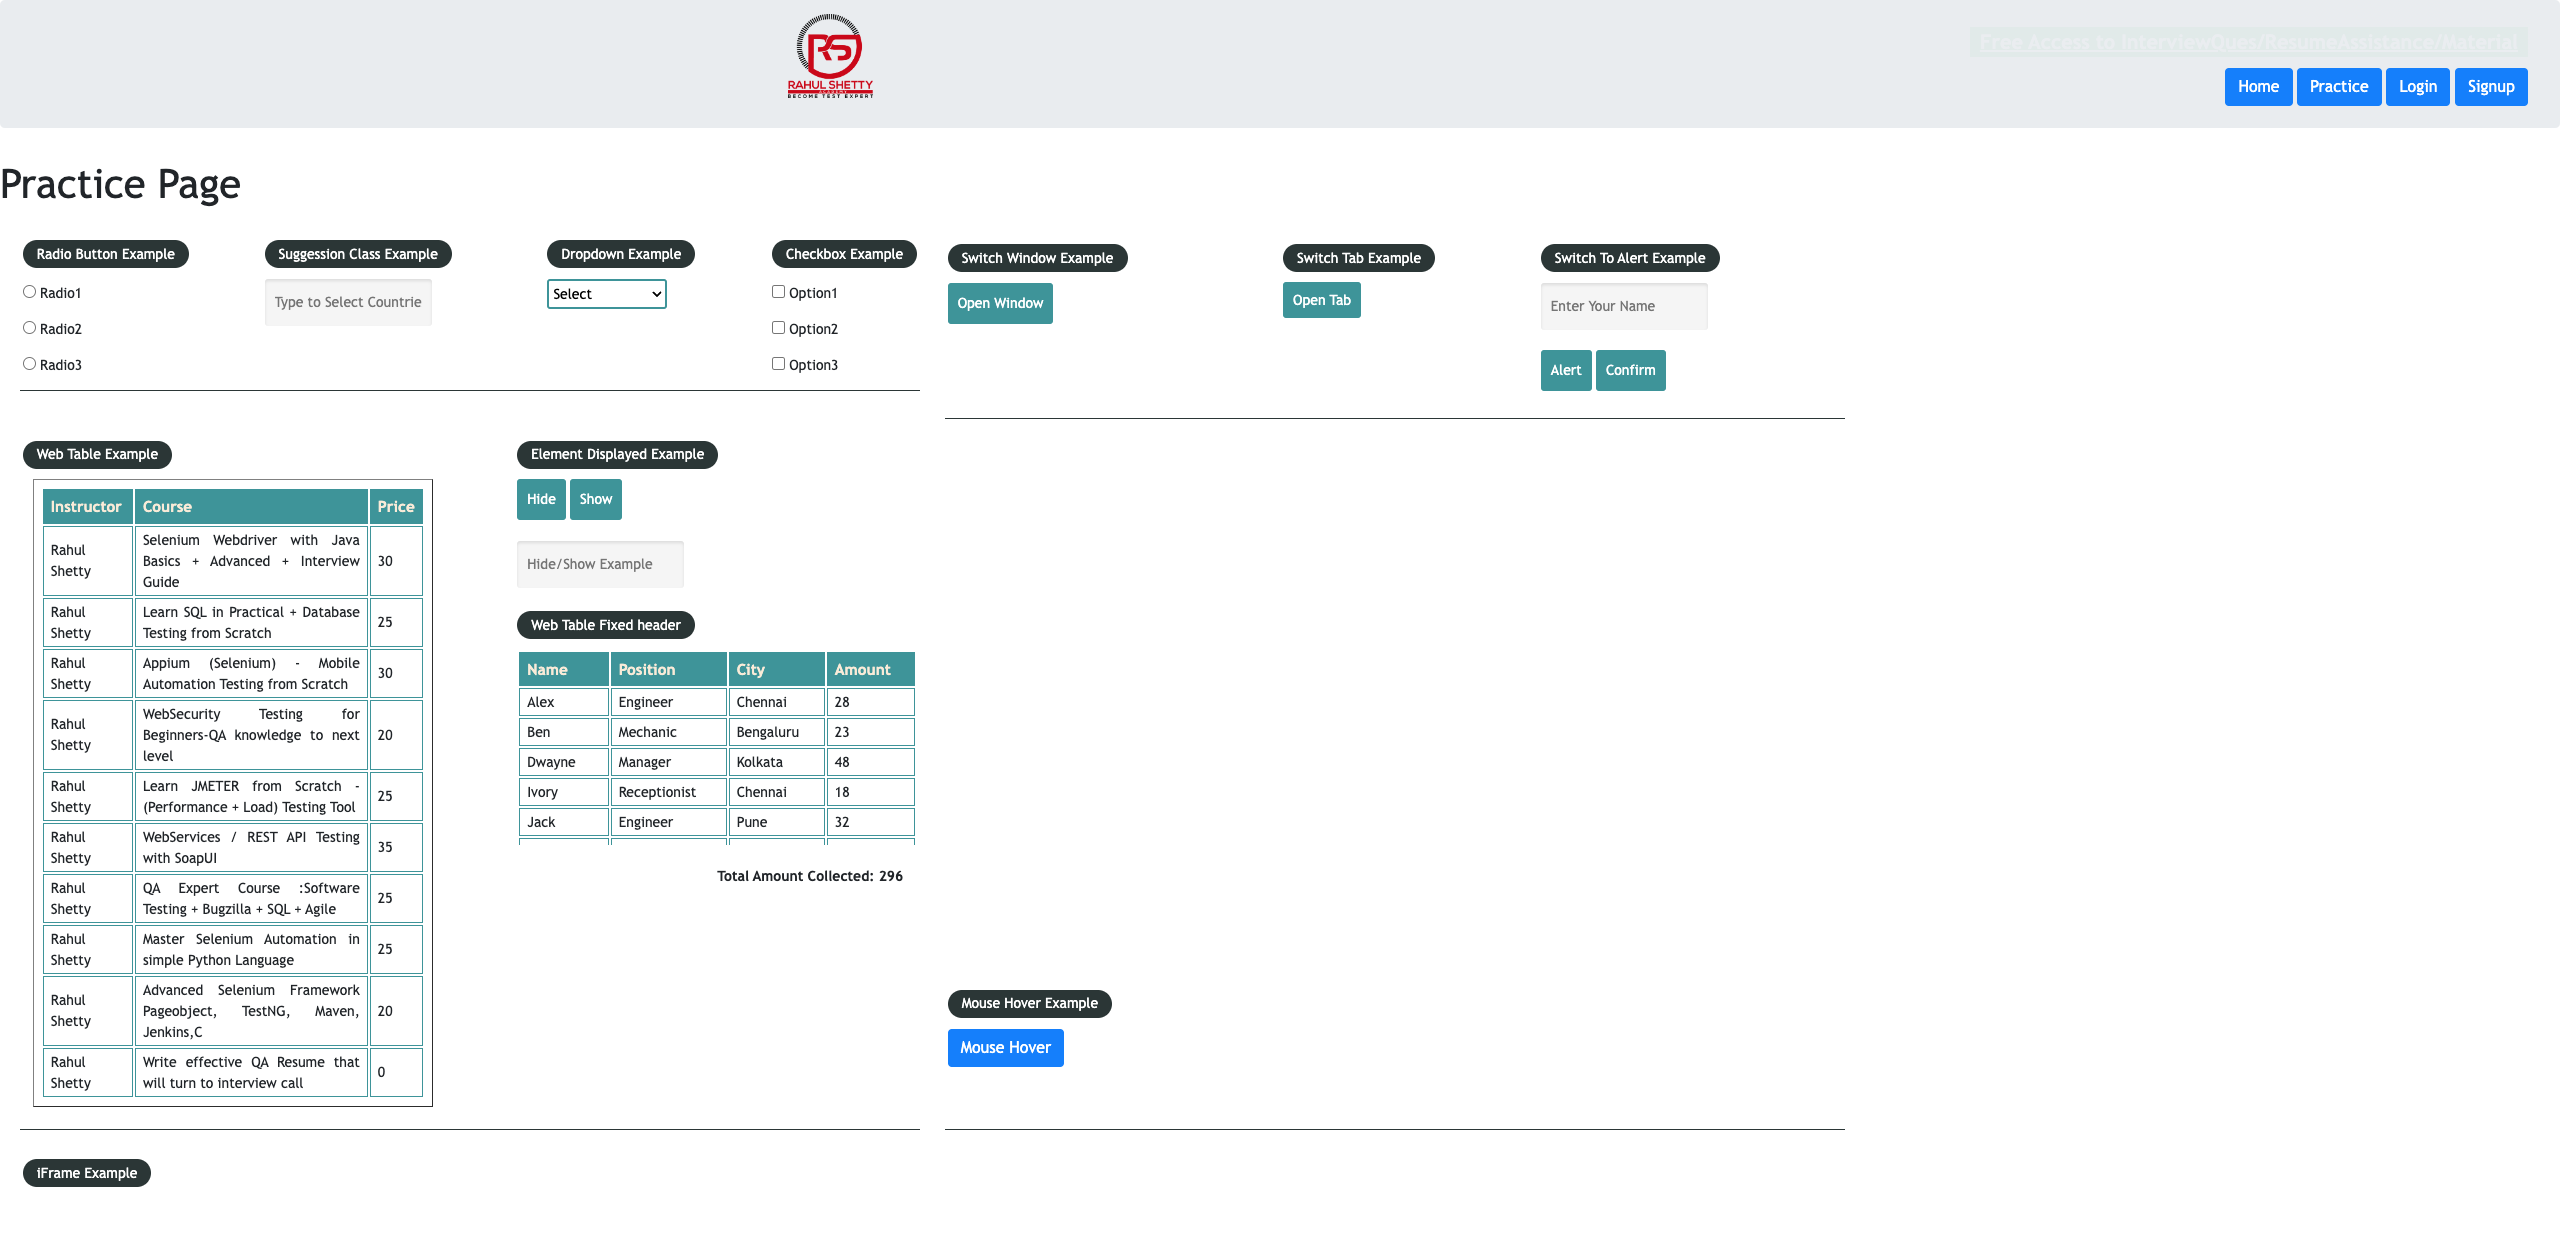 RS
RAHUL SHETTY
ACADEMY
BECOME TEST EXPERT
Free Access to InterviewQues/ResumeAssistance/Material
Home Practice Login Signup
Practice Page
Radio Button Example
Radio1
Radio2
Radio3
Suggession Class Example
Type to Select Countrie
Dropdown Example
Select
Checkbox Example
Option1
Option2
Option3
Switch Window Example
Open Window
Switch Tab Example
Open Tab
Switch To Alert Example
Enter Your Name
Alert Confirm
Web Table Example
Instructor Course Price
Rahul Shetty Selenium Webdriver with Java Basics + Advanced + Interview Guide 30
Rahul Shetty Learn SQL in Practical + Database Testing from Scratch 25
Rahul Shetty Appium (Selenium) - Mobile Automation Testing from Scratch 30
Rahul Shetty WebSecurity Testing for Beginners-QA knowledge to next level 20
Rahul Shetty Learn JMETER from Scratch - (Performance + Load) Testing Tool 25
Rahul Shetty WebServices / REST API Testing with SoapUI 35
Rahul Shetty QA Expert Course :Software Testing + Bugzilla + SQL + Agile 25
Rahul Shetty Master Selenium Automation in simple Python Language 25
Rahul Shetty Advanced Selenium Framework Pageobject, TestNG, Maven, Jenkins,C 20
Rahul Shetty Write effective QA Resume that will turn to interview call 0
Element Displayed Example
Hide Show
Hide/Show Example
Web Table Fixed header
Name Position City Amount
Alex Engineer Chennai 28
Ben Mechanic Bengaluru 23
Dwayne Manager Kolkata 48
Ivory Receptionist Chennai 18
Jack Engineer Pune 32
Total Amount Collected: 296
Mouse Hover Example
Mouse Hover
iFrame Example